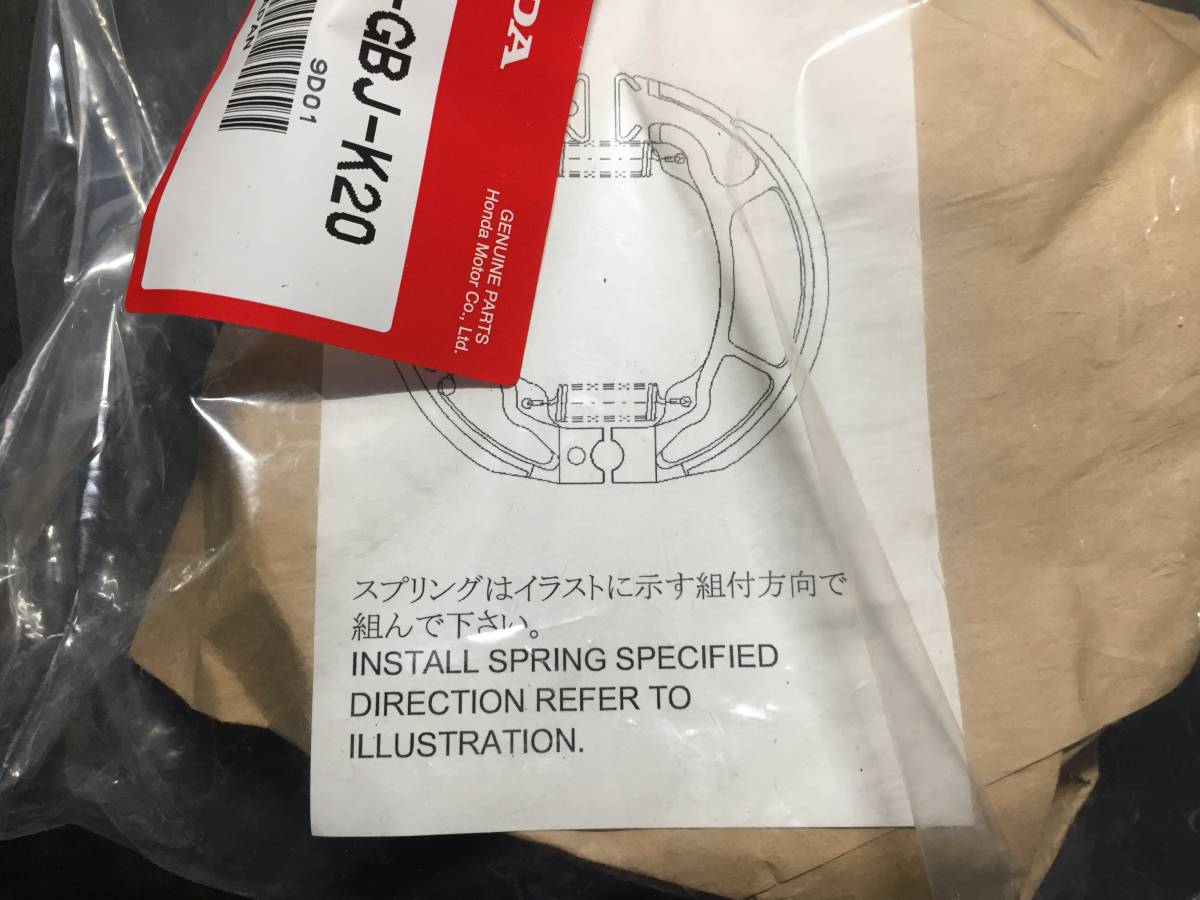 NDA
-GBJ-K20
9D01
PAN
GENUINE PARTS
Honda Motor Co., Ltd.
スプリングはイラストに示す組付方向で
組んで下さい。
INSTALL SPRING SPECIFIED
DIRECTION REFER TO
ILLUSTRATION.